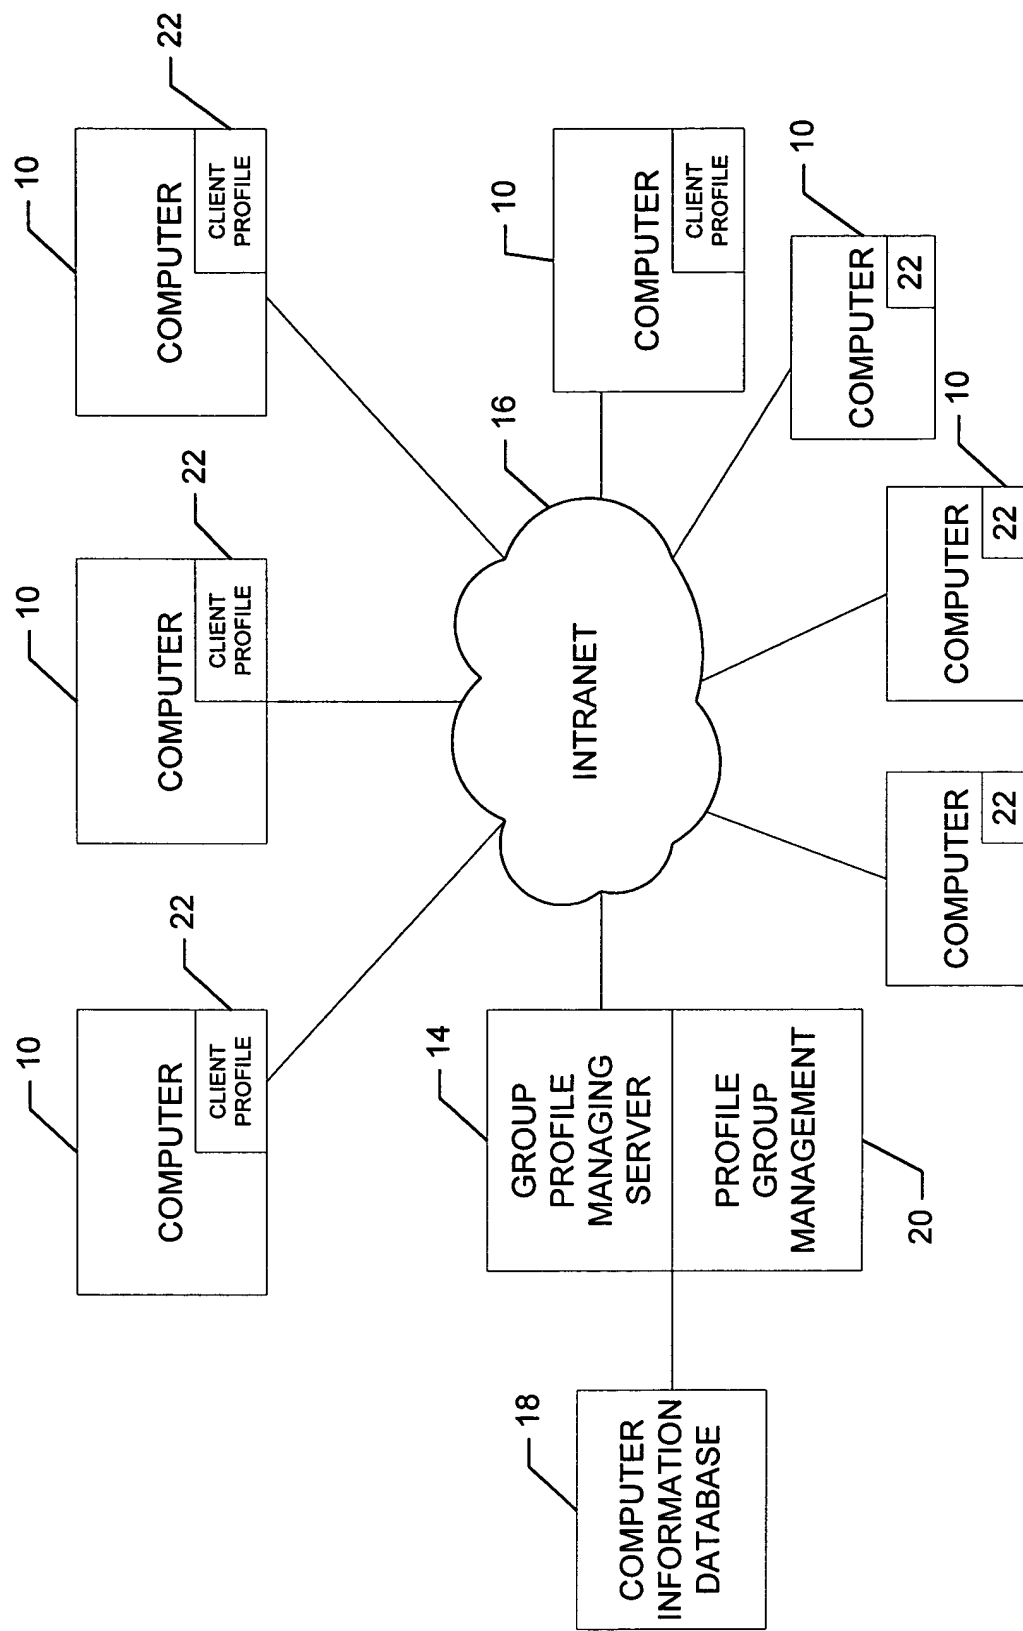 10
COMPUTER
CLIENT
PROFILE
22
10
COMPUTER
CLIENT
PROFILE
22
10
COMPUTER
CLIENT
PROFILE
22
18
COMPUTER
INFORMATION
DATABASE
14
GROUP
PROFILE
MANAGING
SERVER
PROFILE
GROUP
MANAGEMENT
20
16
INTRANET
10
COMPUTER
CLIENT
PROFILE
10
COMPUTER
22
COMPUTER
22
10
COMPUTER
22